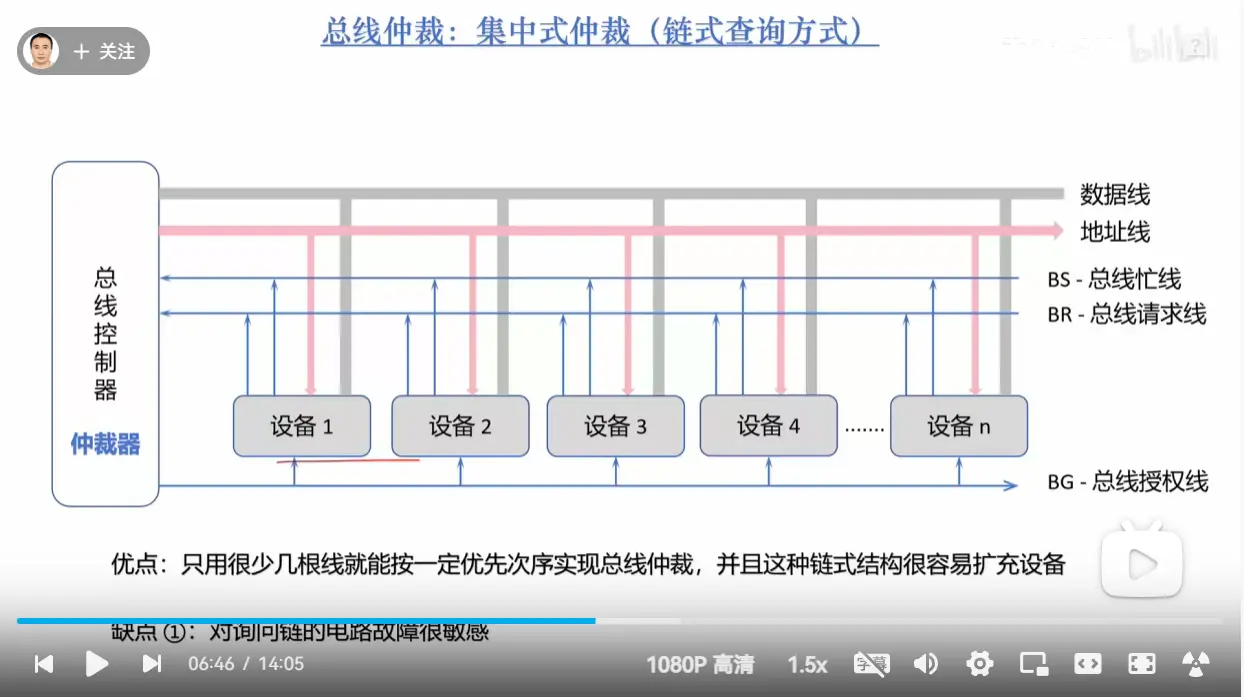 总线仲裁：集中式仲裁（链式查询方式）
＋ 关注
bilibili
数据线
地址线
BS - 总线忙线
BR - 总线请求线
总线控制器
仲裁器
设备 1
设备 2
设备 3
设备 4
.......
设备 n
BG - 总线授权线
优点：只用很少几根线就能按一定优先次序实现总线仲裁，并且这种链式结构很容易扩充设备
缺点 ①：对询问链的电路故障很敏感
06:46 / 14:05
1080P 高清
1.5x
字幕